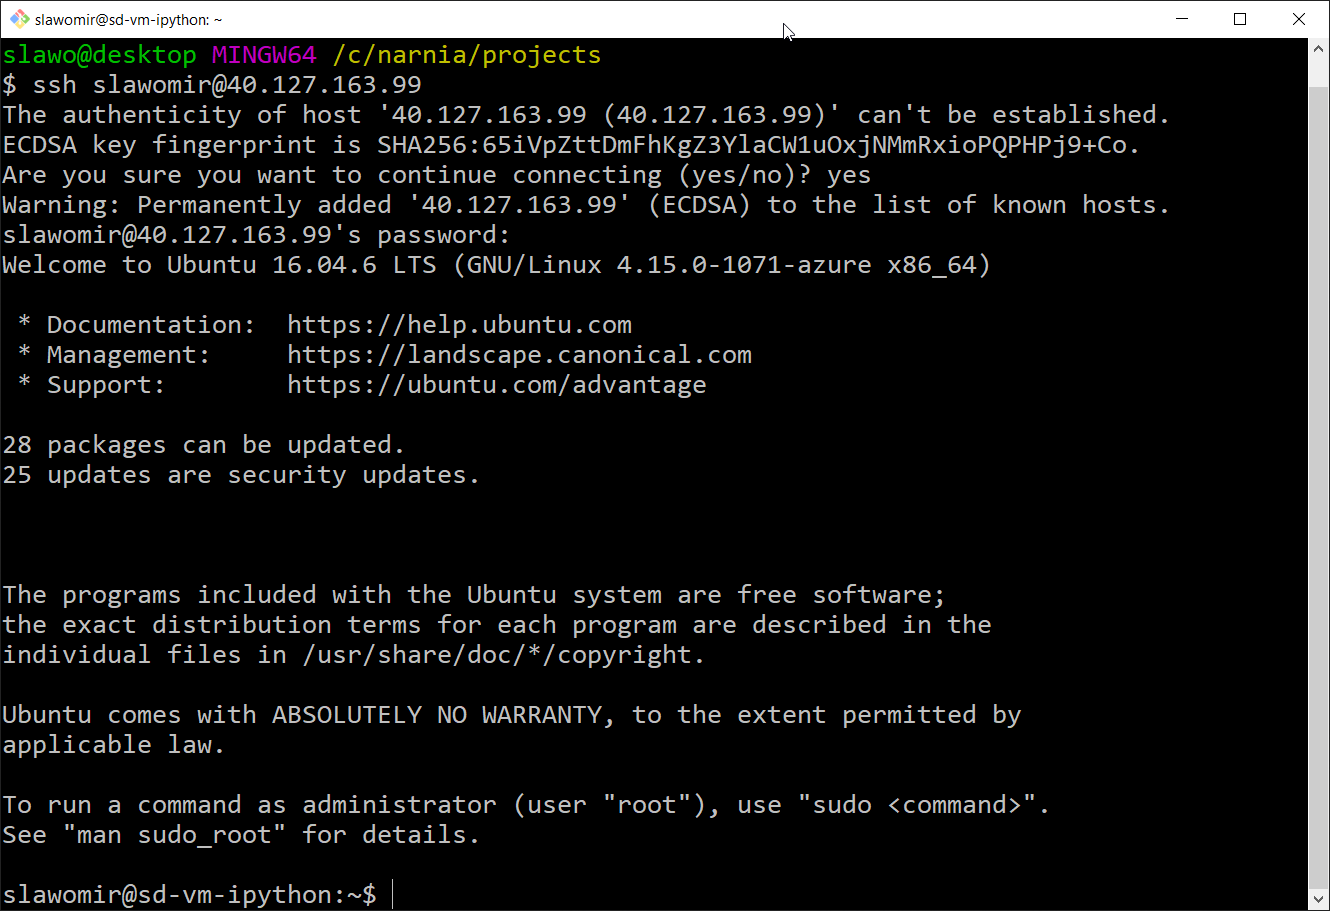 slawomir@sd-vm-ipython: ~
slawo@desktop MINGW64 /c/narnia/projects
$ ssh slawomir@40.127.163.99
The authenticity of host '40.127.163.99 (40.127.163.99)' can't be established.
ECDSA key fingerprint is SHA256:65iVpZttDmFhKgZ3YlaCW1uOxjNMmRxioPQPHPj9+Co.
Are you sure you want to continue connecting (yes/no)? yes
Warning: Permanently added '40.127.163.99' (ECDSA) to the list of known hosts.
slawomir@40.127.163.99's password:
Welcome to Ubuntu 16.04.6 LTS (GNU/Linux 4.15.0-1071-azure x86_64)
 * Documentation:  https://help.ubuntu.com
 * Management:     https://landscape.canonical.com
 * Support:        https://ubuntu.com/advantage
28 packages can be updated.
25 updates are security updates.
The programs included with the Ubuntu system are free software;
the exact distribution terms for each program are described in the
individual files in /usr/share/doc/*/copyright.
Ubuntu comes with ABSOLUTELY NO WARRANTY, to the extent permitted by
applicable law.
To run a command as administrator (user "root"), use "sudo <command>".
See "man sudo_root" for details.
slawomir@sd-vm-ipython:~$